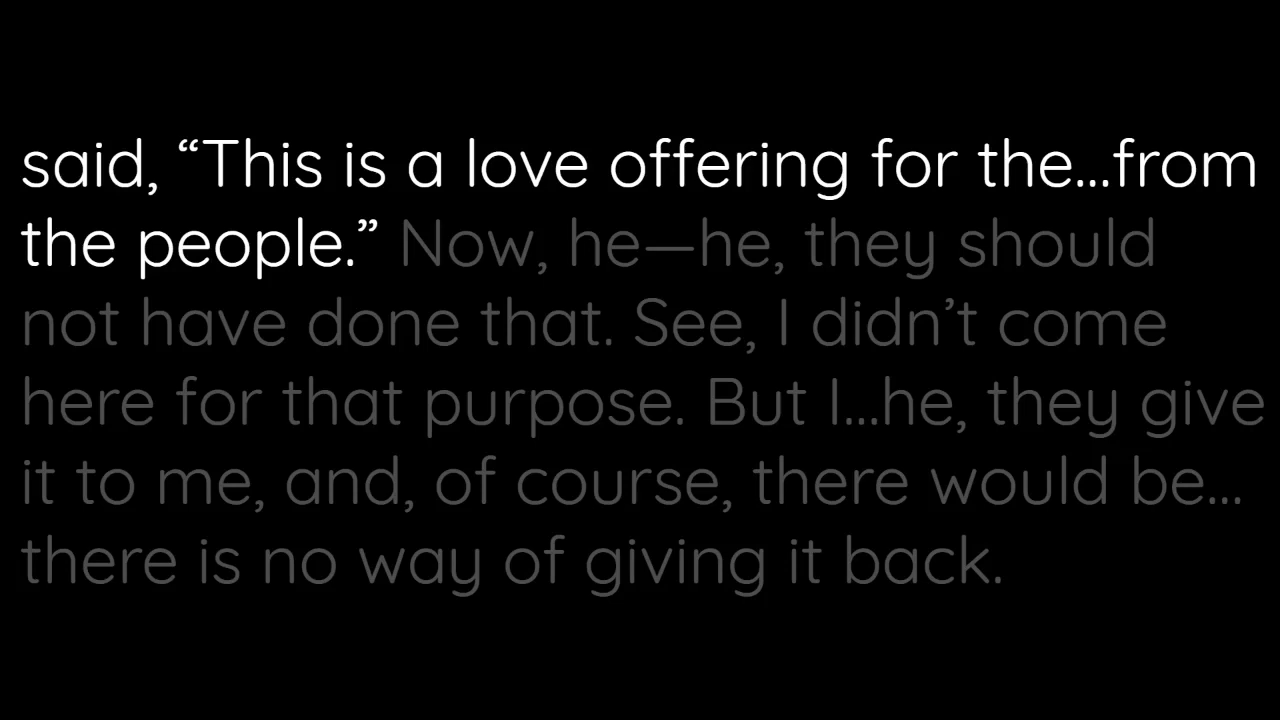 said, “This is a love offering for the...from
the people.” Now, he—he, they should
not have done that. See, I didn’t come
here for that purpose. But I...he, they give
it to me, and, of course, there would be...
there is no way of giving it back.